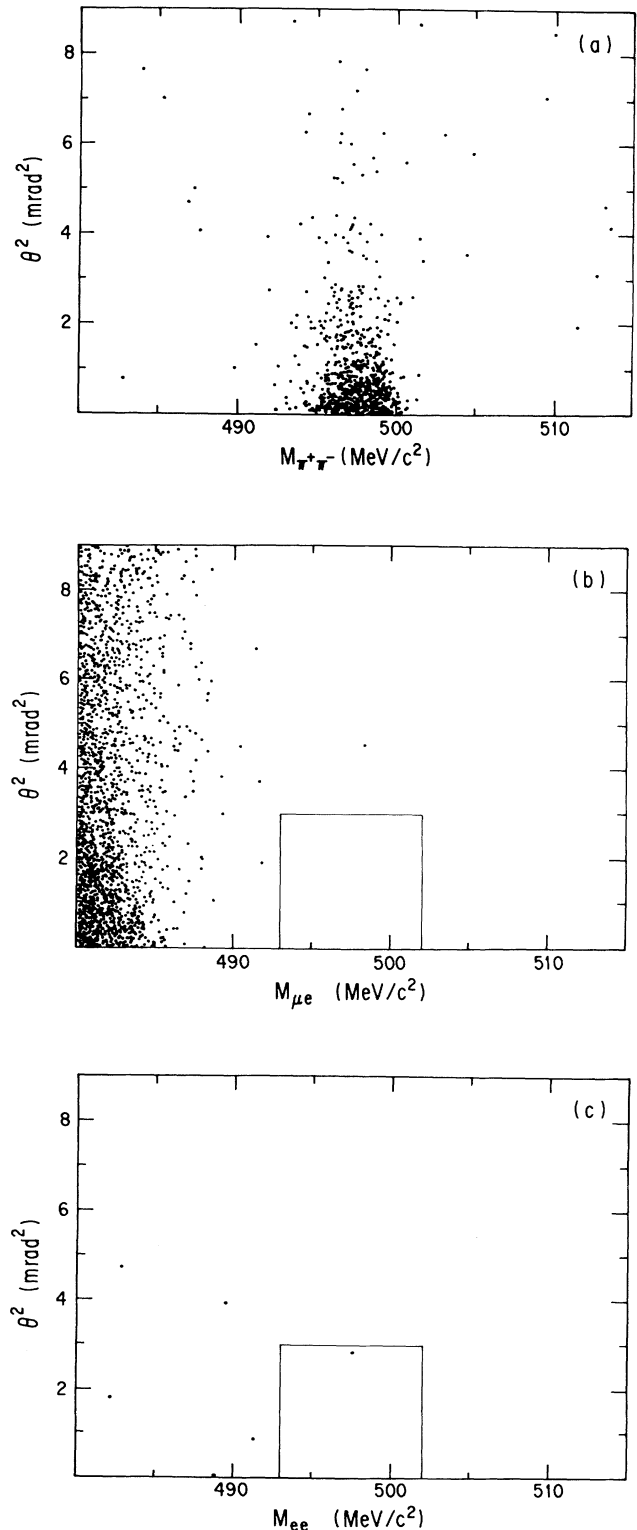 (a)
8
6
4
2
θ² (mrad²)
490
500
510
M_π⁺π⁻ (MeV/c²)
(b)
8
6
4
2
θ² (mrad²)
490
500
510
M_μe (MeV/c²)
(c)
8
6
4
2
θ² (mrad²)
490
500
510
M_ee (MeV/c²)